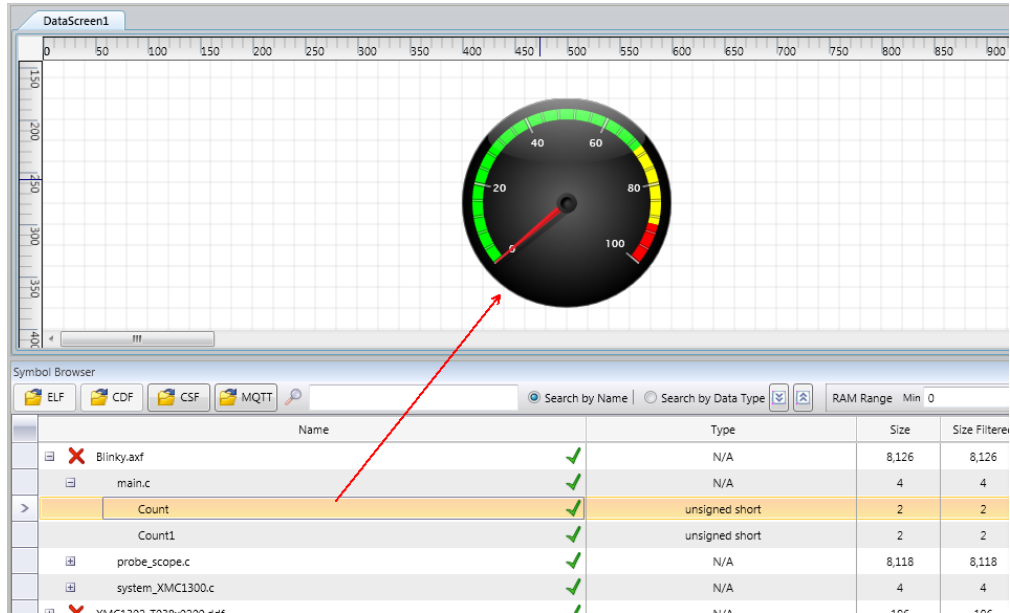 DataScreen1
0 50 100 150 200 250 300 350 400 450 500 550 600 650 700 750 800 850 900
150
200
250
300
350
400
40 60
20 80
0 100
Symbol Browser
ELF CDF CSF MQTT Search by Name Search by Data Type RAM Range Min 0
Name Type Size Size Filtered
Blinky.axf N/A 8,126 8,126
main.c N/A 4 4
Count unsigned short 2 2
Count1 unsigned short 2 2
probe_scope.c N/A 8,118 8,118
system_XMC1300.c N/A 4 4
N/A 196 196